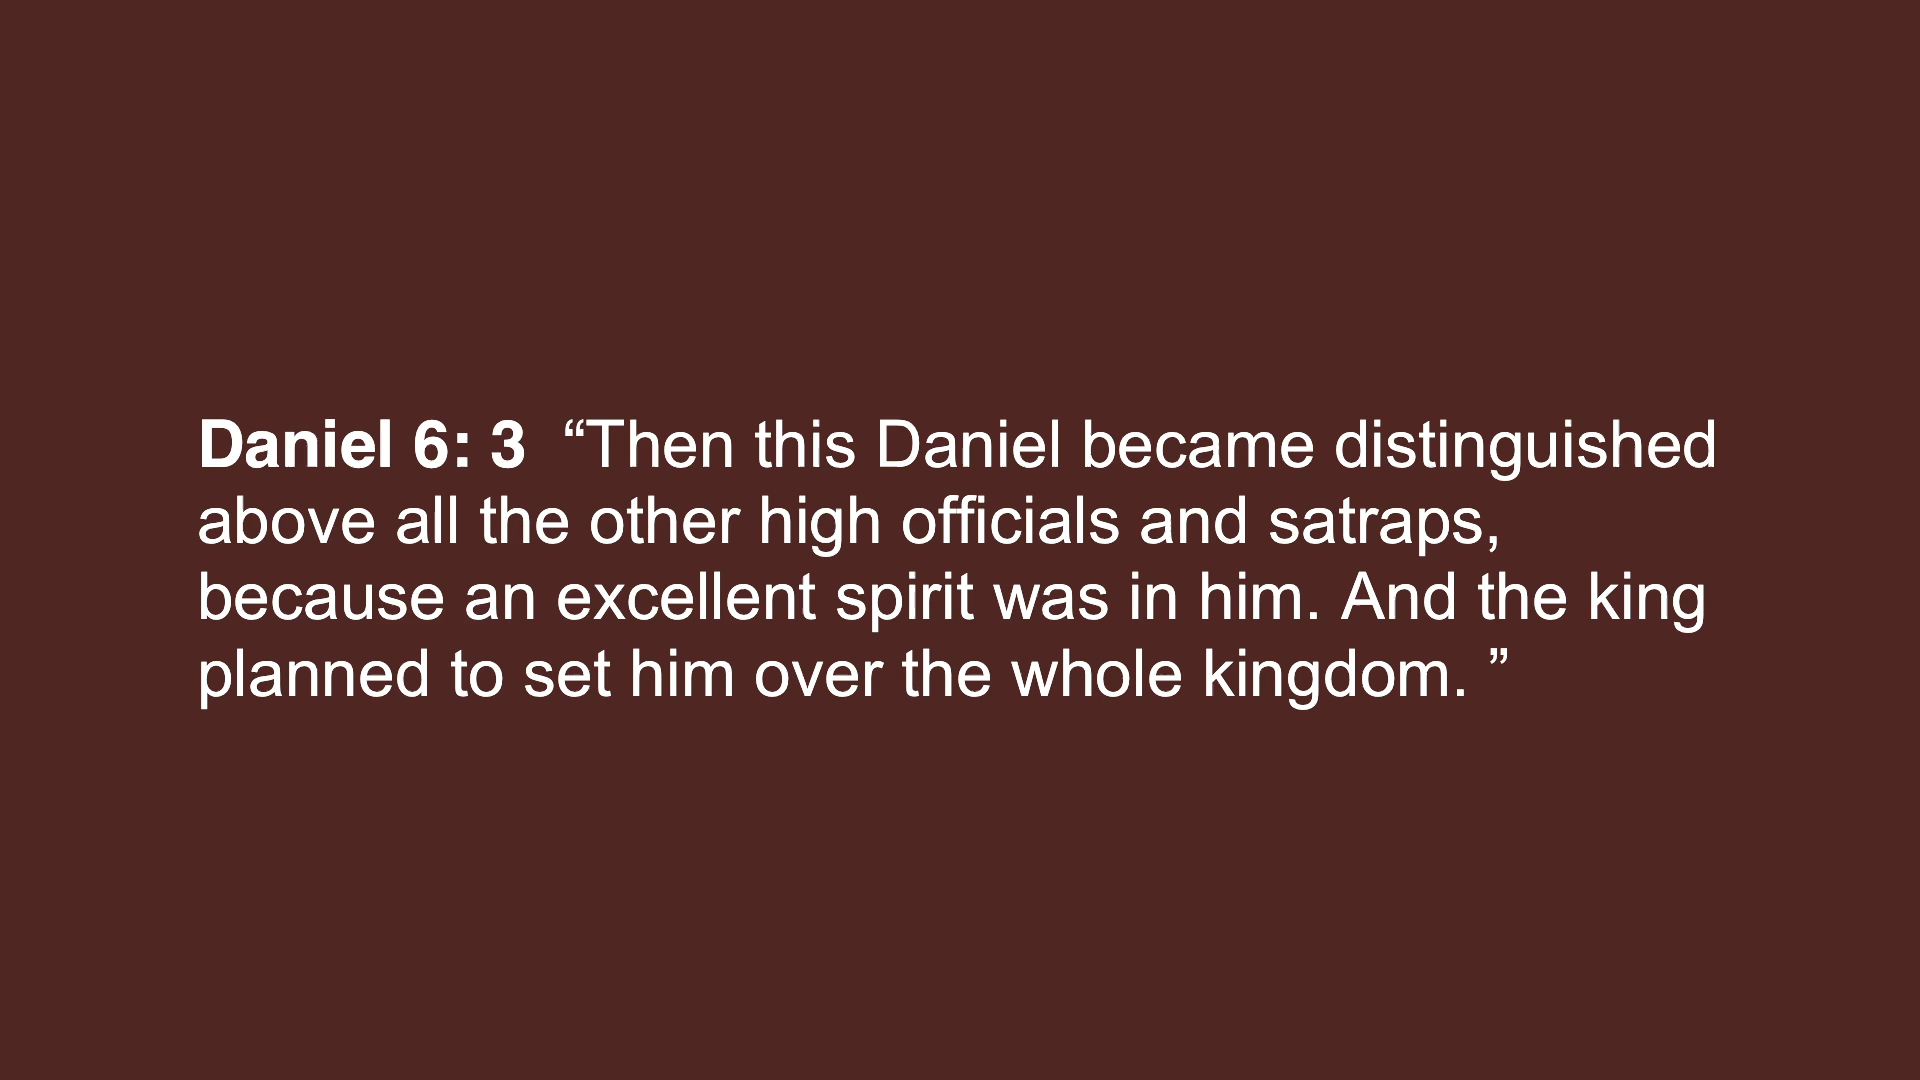 Daniel 6: 3  “Then this Daniel became distinguished
above all the other high officials and satraps,
because an excellent spirit was in him. And the king
planned to set him over the whole kingdom. ”